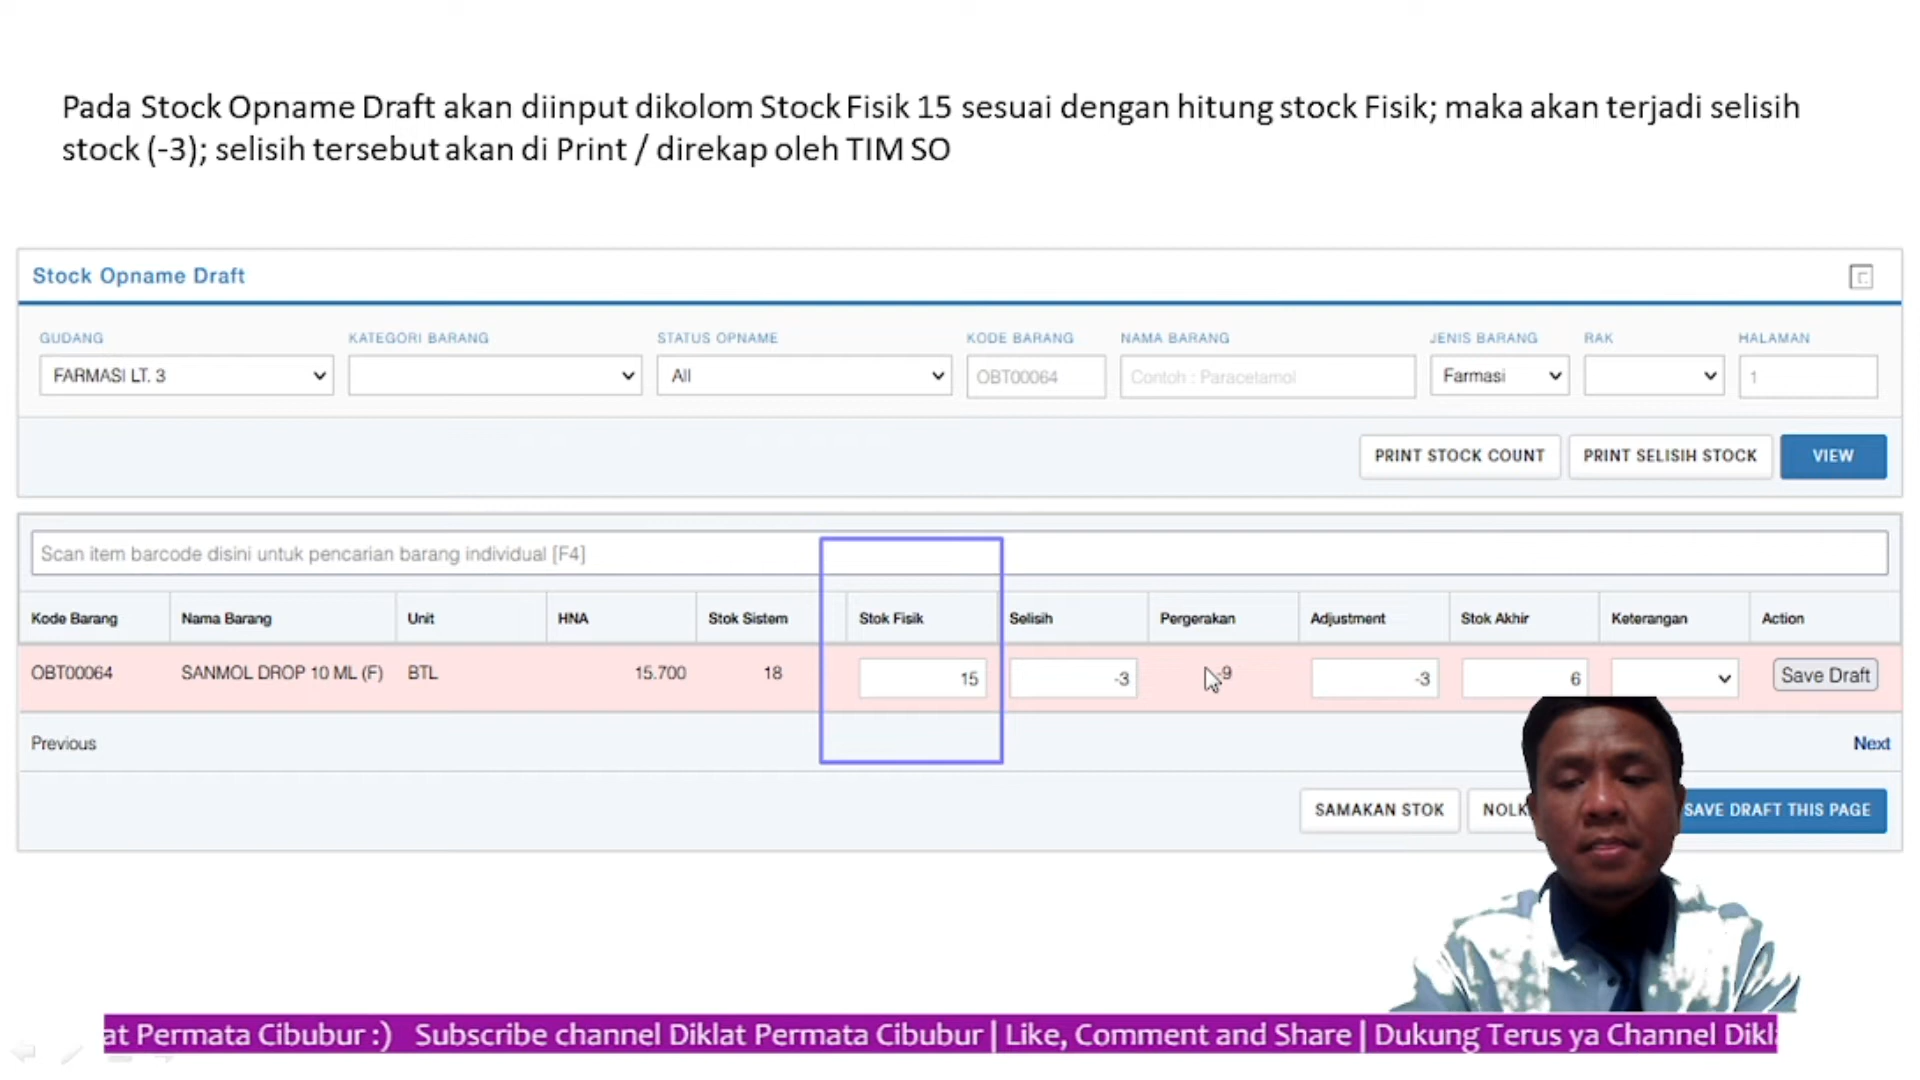 Pada Stock Opname Draft akan diinput dikolom Stock Fisik 15 sesuai dengan hitung stock Fisik; maka akan terjadi selisih
stock (-3); selisih tersebut akan di Print / direkap oleh TIM SO
Stock Opname Draft
GUDANG KATEGORI BARANG STATUS OPNAME KODE BARANG NAMA BARANG JENIS BARANG RAK HALAMAN
FARMASI LT. 3 All OBT00064 Contoh : Paracetamol Farmasi 1
PRINT STOCK COUNT PRINT SELISIH STOCK VIEW
Scan item barcode disini untuk pencarian barang individual [F4]
Kode Barang Nama Barang Unit HNA Stok Sistem Stok Fisik Selisih Pergerakan Adjustment Stok Akhir Keterangan Action
OBT00064 SANMOL DROP 10 ML (F) BTL 15.700 18 15 -3 9 -3 6 Save Draft
Previous Next
SAMAKAN STOK SAVE DRAFT THIS PAGE
at Permata Cibubur :) Subscribe channel Diklat Permata Cibubur | Like, Comment and Share | Dukung Terus ya Channel Dikl